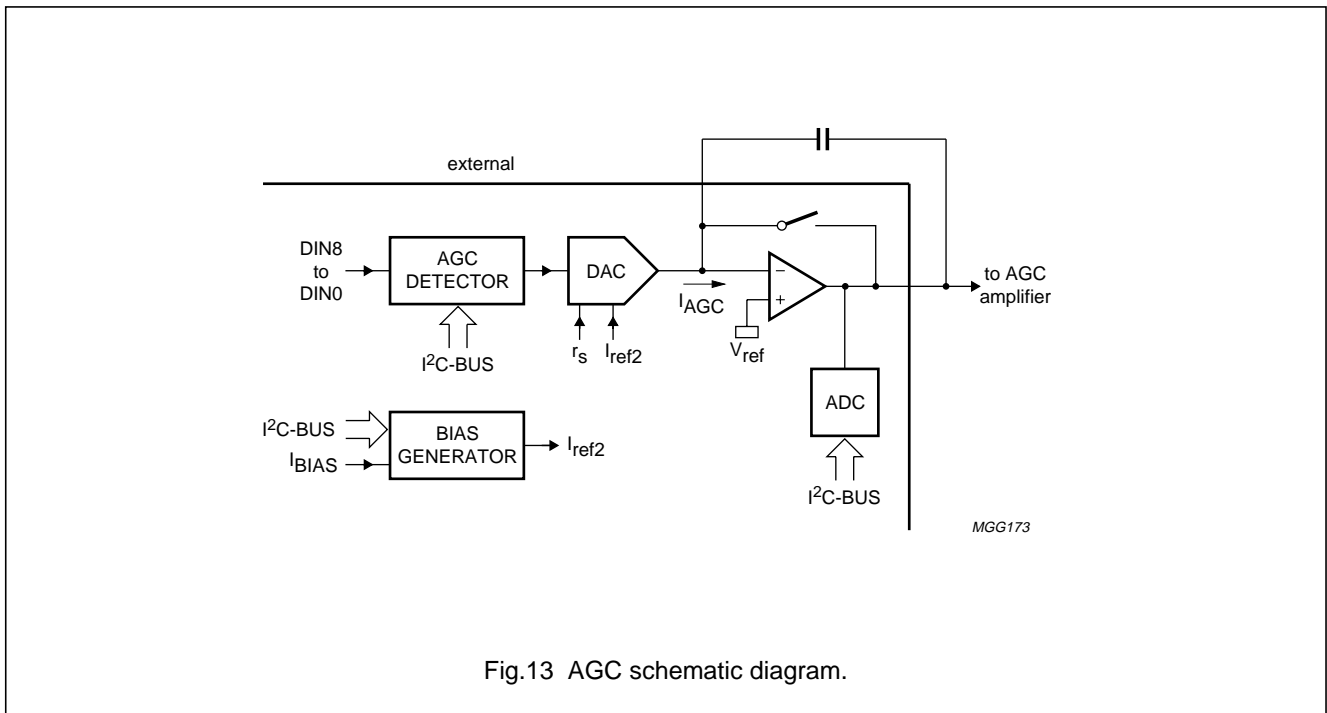 external
DIN8
to
DIN0
AGC
DETECTOR
DAC
I_AGC
−
+
to AGC
amplifier
r_s
I_ref2
V_ref
I²C-BUS
ADC
I²C-BUS
I_BIAS
BIAS
GENERATOR
I_ref2
I²C-BUS
MGG173
Fig.13 AGC schematic diagram.